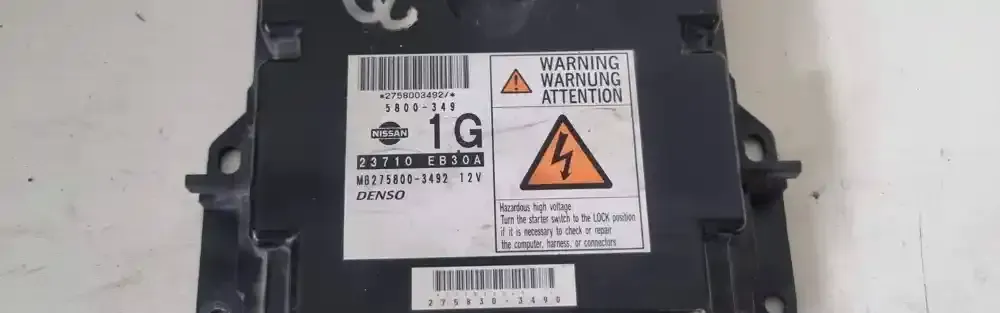 *2758003492/*
5800-349
NISSAN
1G
23710 EB30A
MB275800-3492 12V
DENSO
WARNING
WARNUNG
ATTENTION
Hazardous high voltage
Turn the starter switch to the LOCK position
if it is necessary to check or repair
the computer, harness, or connectors
275838-3490